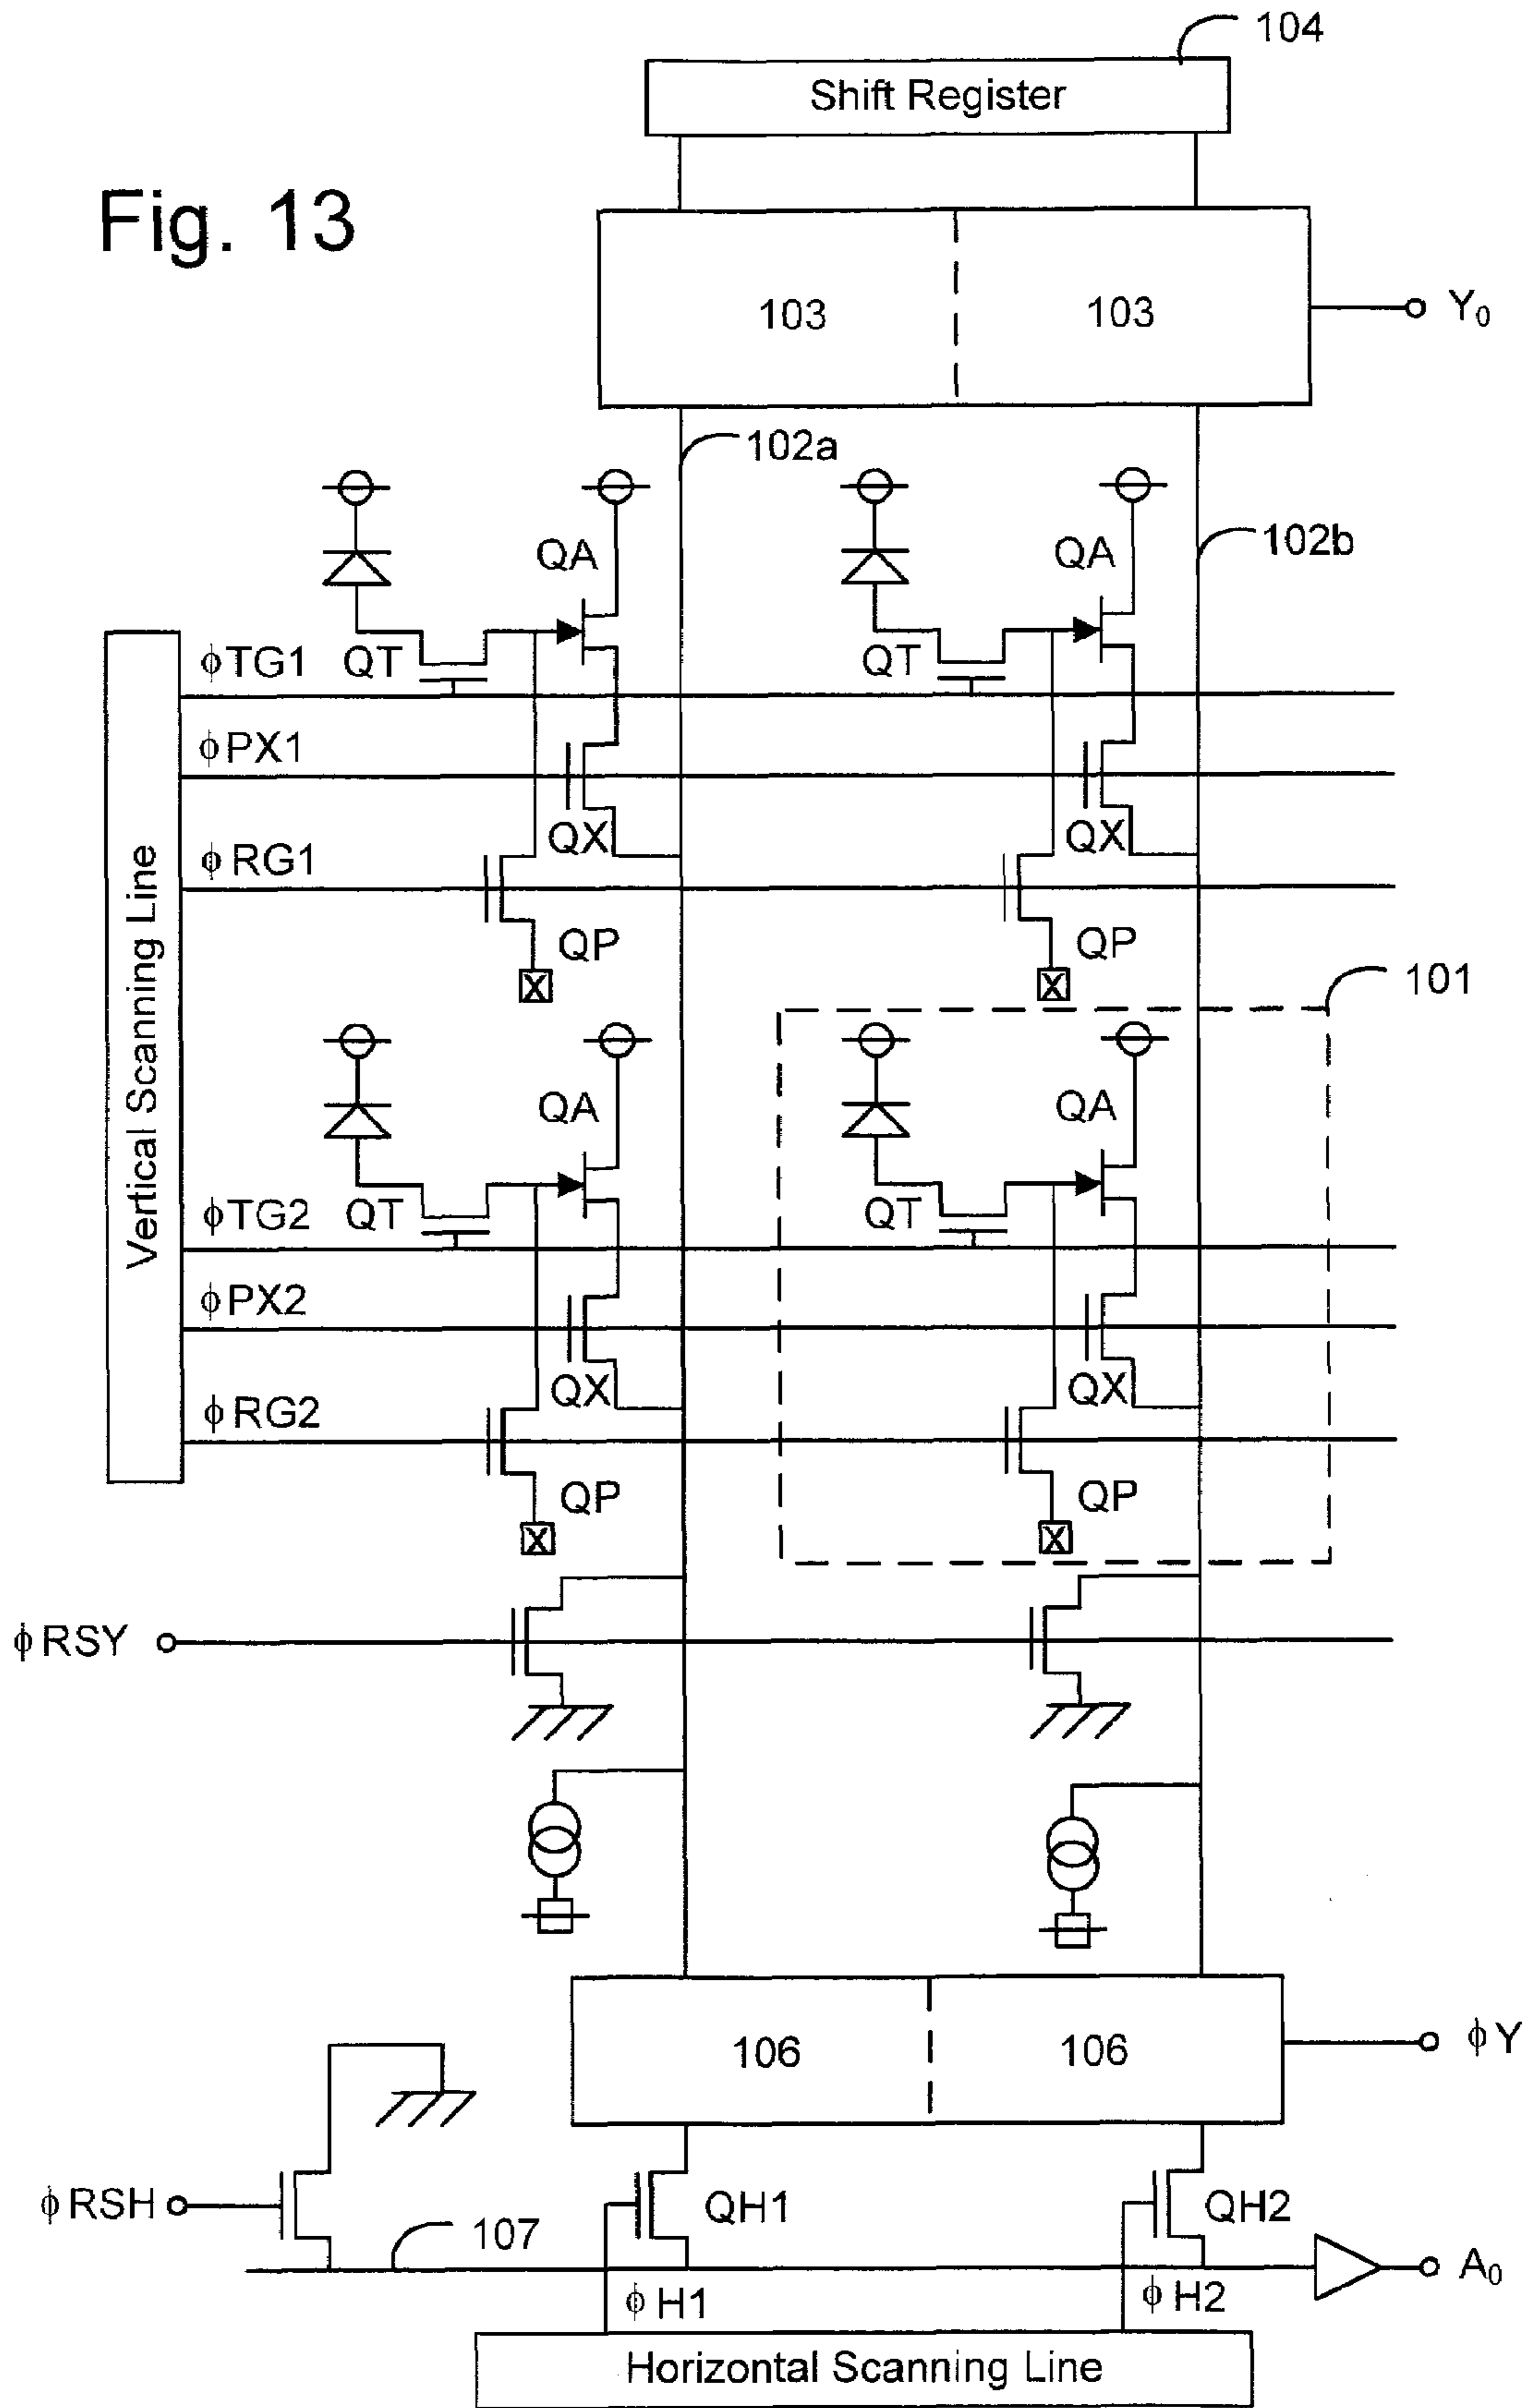 104
Shift Register
Fig. 13
103
103
Y₀
102a
102b
QA
QA
ϕTG1
QT
QT
ϕPX1
QX
QX
ϕRG1
QP
QP
X
X
101
Vertical Scanning Line
QA
QA
ϕTG2
QT
QT
ϕPX2
QX
QX
ϕRG2
QP
QP
X
X
ϕRSY
106
106
ϕY
ϕRSH
QH1
QH2
107
A₀
ϕH1
ϕH2
Horizontal Scanning Line